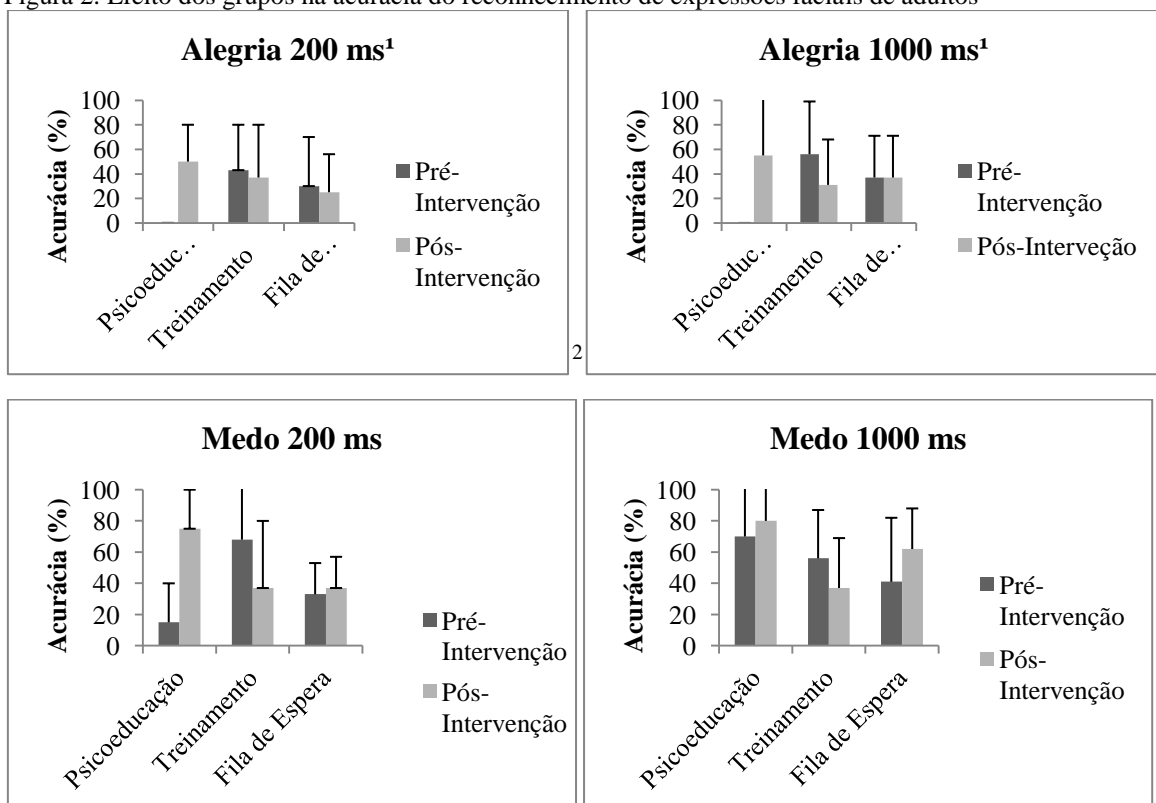 Figura 2. Efeito dos grupos na acurácia do reconhecimento de expressões faciais de adultos
Alegria 200 ms¹
Acurácia (%)
100
80
60
40
20
0
Psicoeduc..
Treinamento
Fila de..
Pré-
Intervenção
Pós-
Intervenção
Alegria 1000 ms¹
Acurácia (%)
100
80
60
40
20
0
Psicoeduc..
Treinamento
Fila de..
Pré-
Intervenção
Pós-Interveção
2
Medo 200 ms
Acurácia (%)
100
80
60
40
20
0
Psicoeducação
Treinamento
Fila de Espera
Pré-
Intervenção
Pós-
Intervenção
Medo 1000 ms
Acurácia (%)
100
80
60
40
20
0
Psicoeducação
Treinamento
Fila de Espera
Pré-
Intervenção
Pós-
Intervenção